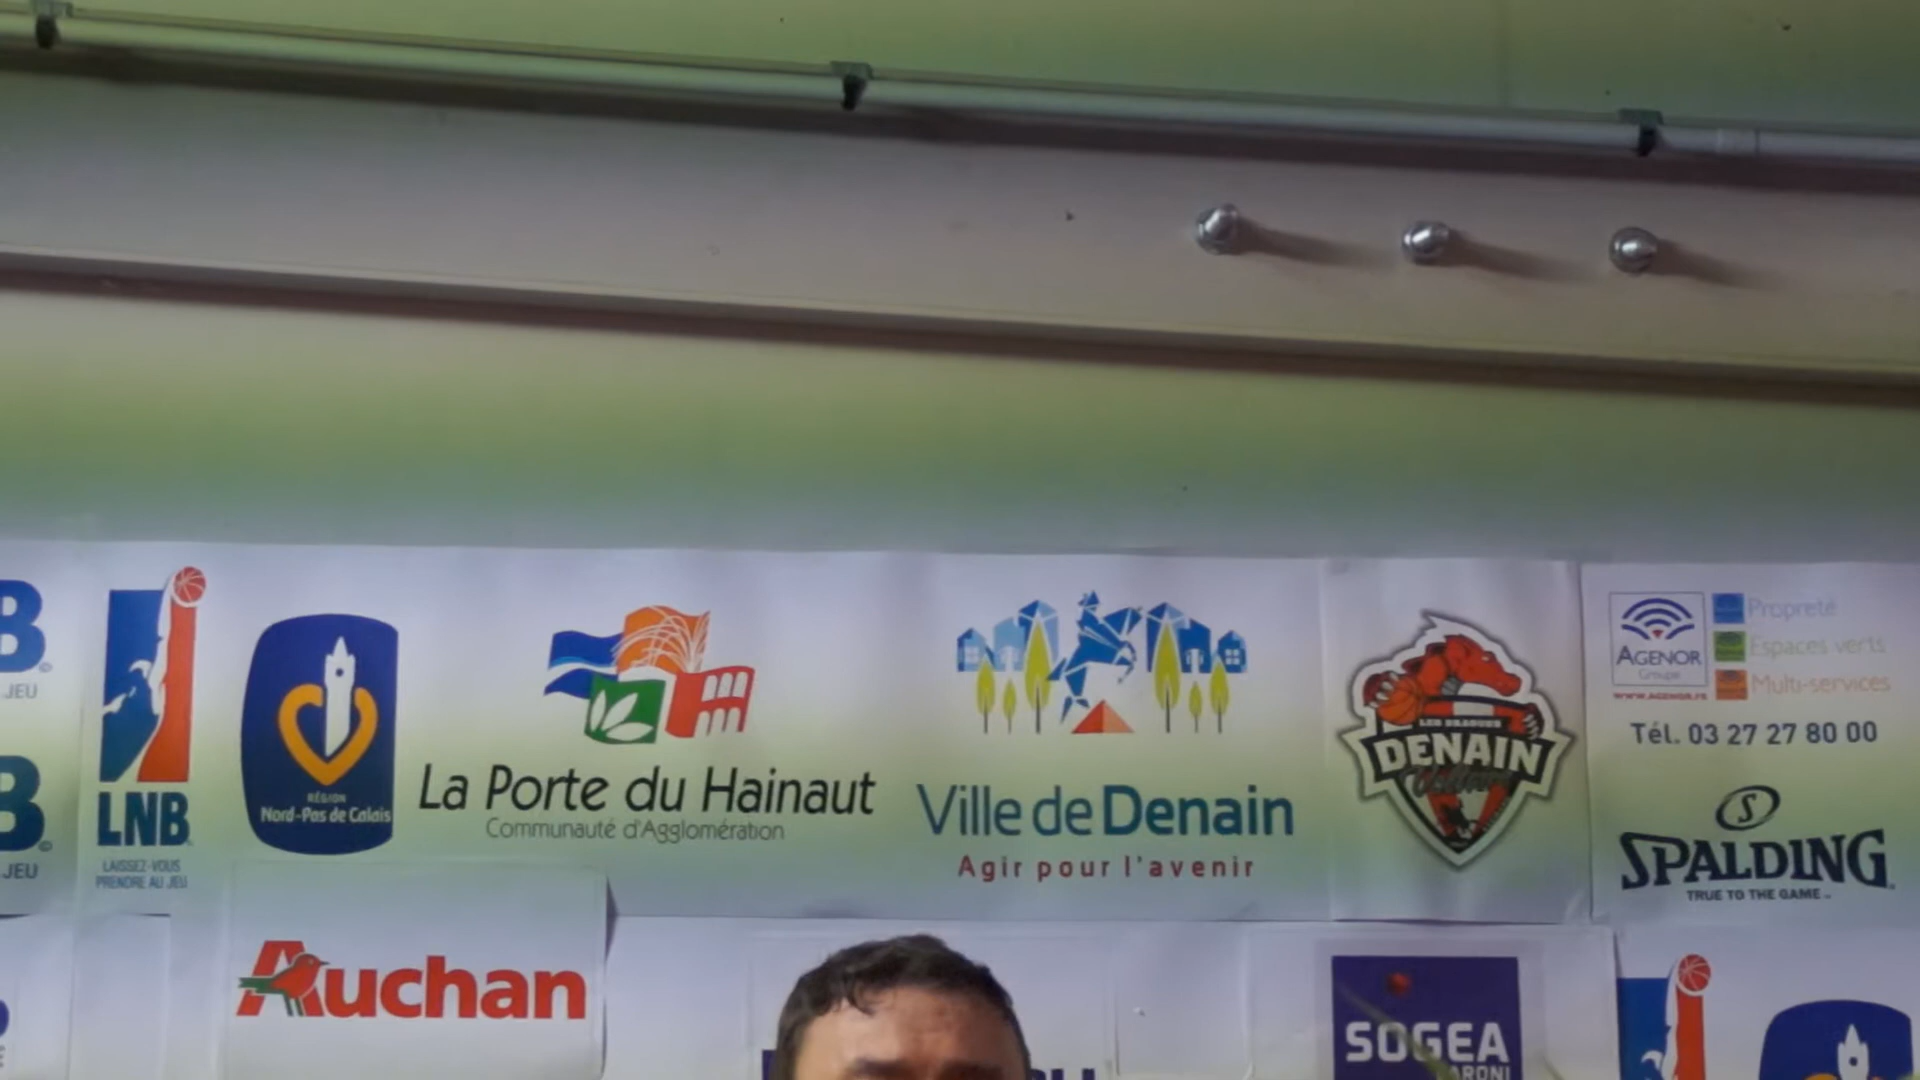 B
JEU
B
JEU
LNB
LAISSEZ-VOUS
PRENDRE AU JEU
RÉGION
Nord-Pas de Calais
La Porte du Hainaut
Communauté d'Agglomération
Ville de Denain
Agir pour l'avenir
LES DRAGONS
DENAIN
AGENOR
Groupe
WWW.AGENOR.FR
Propreté
Espaces verts
Multi-services
Tél. 03 27 27 80 00
S
SPALDING
TRUE TO THE GAME
Auchan
SOGEA
CARONI